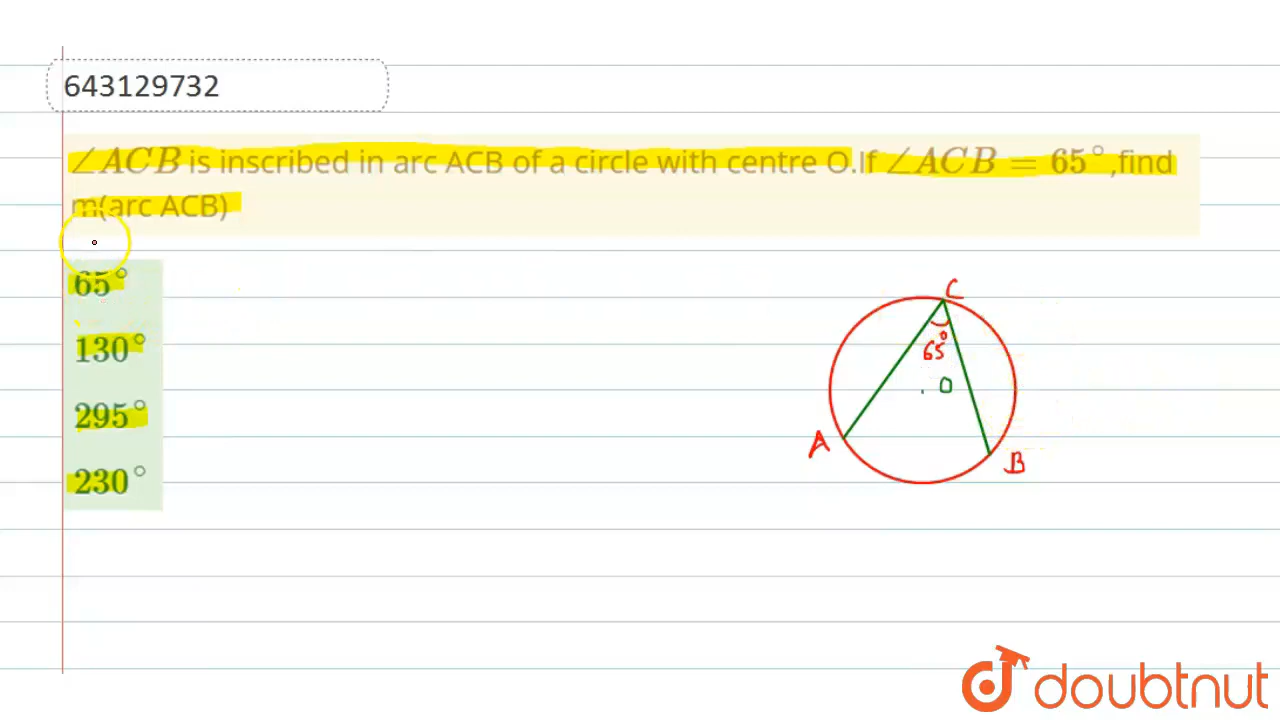 643129732
∠ACB is inscribed in arc ACB of a circle with centre O.If ∠ACB = 65°,find
m(arc ACB)
65°
130°
295°
230°
C
65°
O
A
B
doubtnut